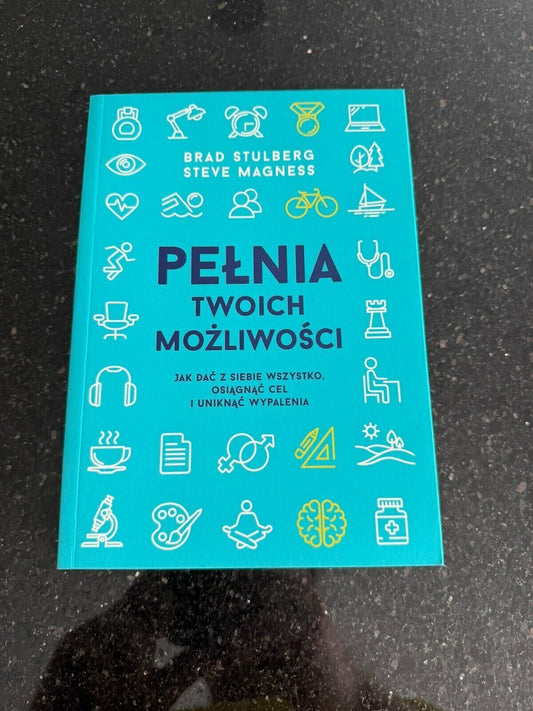 BRAD STULBERG
STEVE MAGNESS
PEŁNIA
TWOICH
MOŻLIWOŚCI
JAK DAĆ Z SIEBIE WSZYSTKO,
OSIĄGNĄĆ CEL
I UNIKNĄĆ WYPALENIA